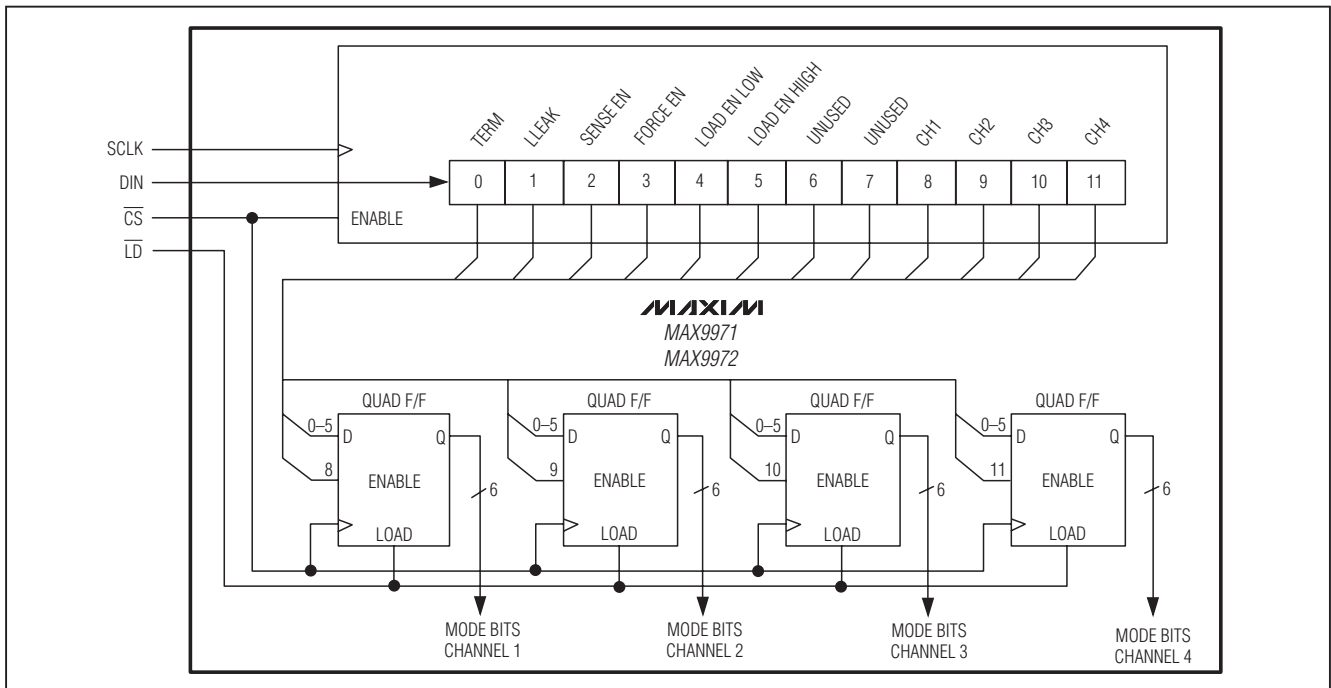 TERM
LLEAK
SENSE EN
FORCE EN
LOAD EN LOW
LOAD EN HIIGH
UNUSED
UNUSED
CH1
CH2
CH3
CH4
SCLK
DIN
0 1 2 3 4 5 6 7 8 9 10 11
CS
ENABLE
LD
MAXIM
MAX9971
MAX9972
QUAD F/F QUAD F/F QUAD F/F QUAD F/F
0–5 D Q 0–5 D Q 0–5 D Q 0–5 D Q
8 ENABLE 6 9 ENABLE 6 10 ENABLE 6 11 ENABLE 6
LOAD LOAD LOAD LOAD
MODE BITS
CHANNEL 1
MODE BITS
CHANNEL 2
MODE BITS
CHANNEL 3
MODE BITS
CHANNEL 4